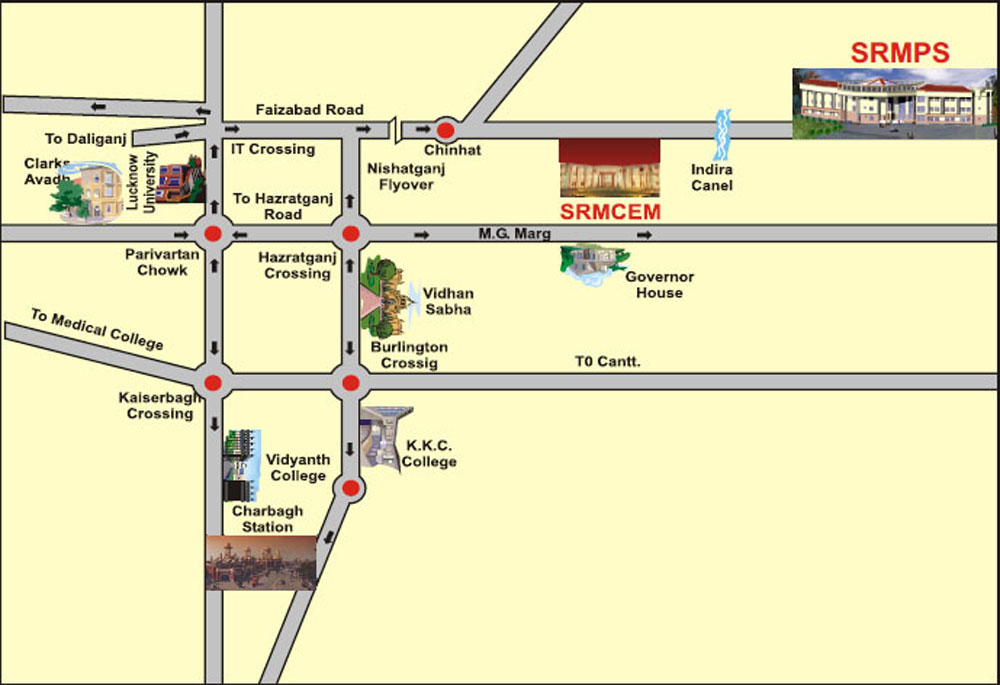 SRMPS
Faizabad Road
To Daliganj
IT Crossing
Chinhat
Nishatganj
Flyover
Indira
Canel
Clarks
Avadh
Lucknow
University
To Hazratganj
Road
SRMCEM
M.G. Marg
Parivartan
Chowk
Hazratganj
Crossing
Governor
House
Vidhan
Sabha
To Medical College
Burlington
Crossig
T0 Cantt.
Kaiserbagh
Crossing
K.K.C.
College
Vidyanth
College
Charbagh
Station